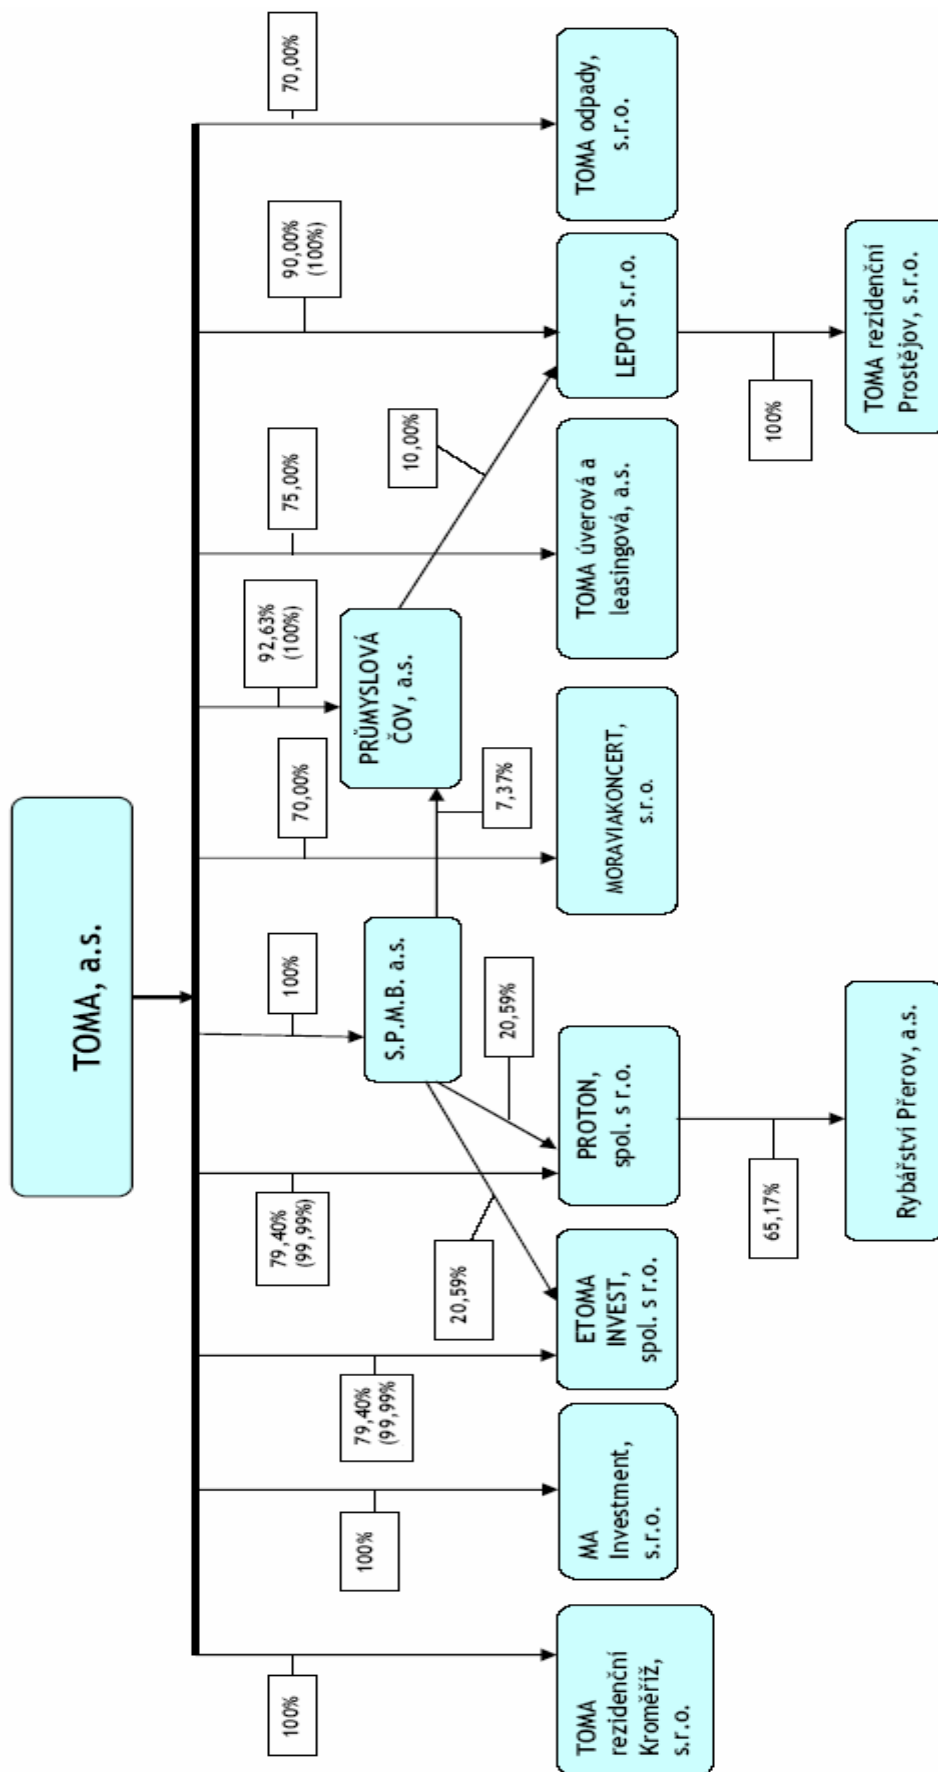 TOMA, a.s.
100%
100%
79,40%
(99,99%
79,40%
(99,99%)
100%
70,00%
92,63%
(100%)
75,00%
90,00%
(100%)
70,00%
S.P.M.B. a.s.
PRŮMYSLOVÁ
ČOV, a.s.
20,59%
20,59%
7,37%
10,00%
TOMA
rezidenční
Kroměříž,
s.r.o.
MA
Investment,
s.r.o.
ETOMA
INVEST,
spol. s r.o.
PROTON,
spol. s r.o.
MORAVIAKONCERT,
s.r.o.
TOMA úverová a
leasingová, a.s.
LEPOT s.r.o.
TOMA odpady,
s.r.o.
65,17%
100%
Rybářství Přerov, a.s.
TOMA rezidenční
Prostějov, s.r.o.